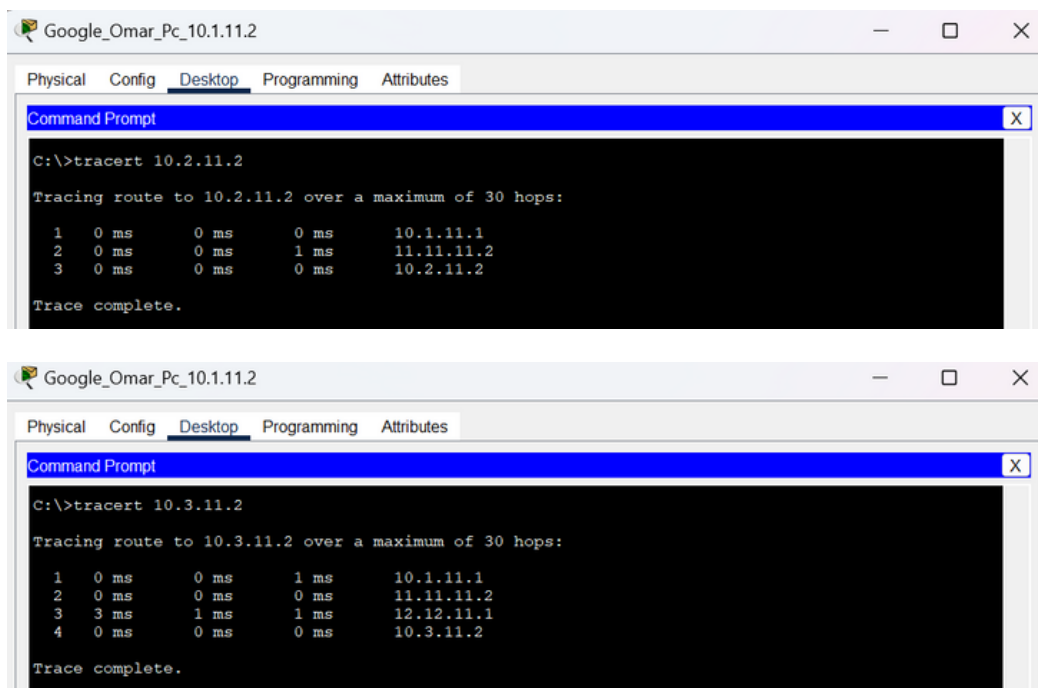 Google_Omar_Pc_10.1.11.2
Physical Config Desktop Programming Attributes
Command Prompt X
C:\>tracert 10.2.11.2
Tracing route to 10.2.11.2 over a maximum of 30 hops:
1 0 ms 0 ms 0 ms 10.1.11.1
2 0 ms 0 ms 1 ms 11.11.11.2
3 0 ms 0 ms 0 ms 10.2.11.2
Trace complete.
Google_Omar_Pc_10.1.11.2
Physical Config Desktop Programming Attributes
Command Prompt X
C:\>tracert 10.3.11.2
Tracing route to 10.3.11.2 over a maximum of 30 hops:
1 0 ms 0 ms 1 ms 10.1.11.1
2 0 ms 0 ms 0 ms 11.11.11.2
3 3 ms 1 ms 1 ms 12.12.11.1
4 0 ms 0 ms 0 ms 10.3.11.2
Trace complete.